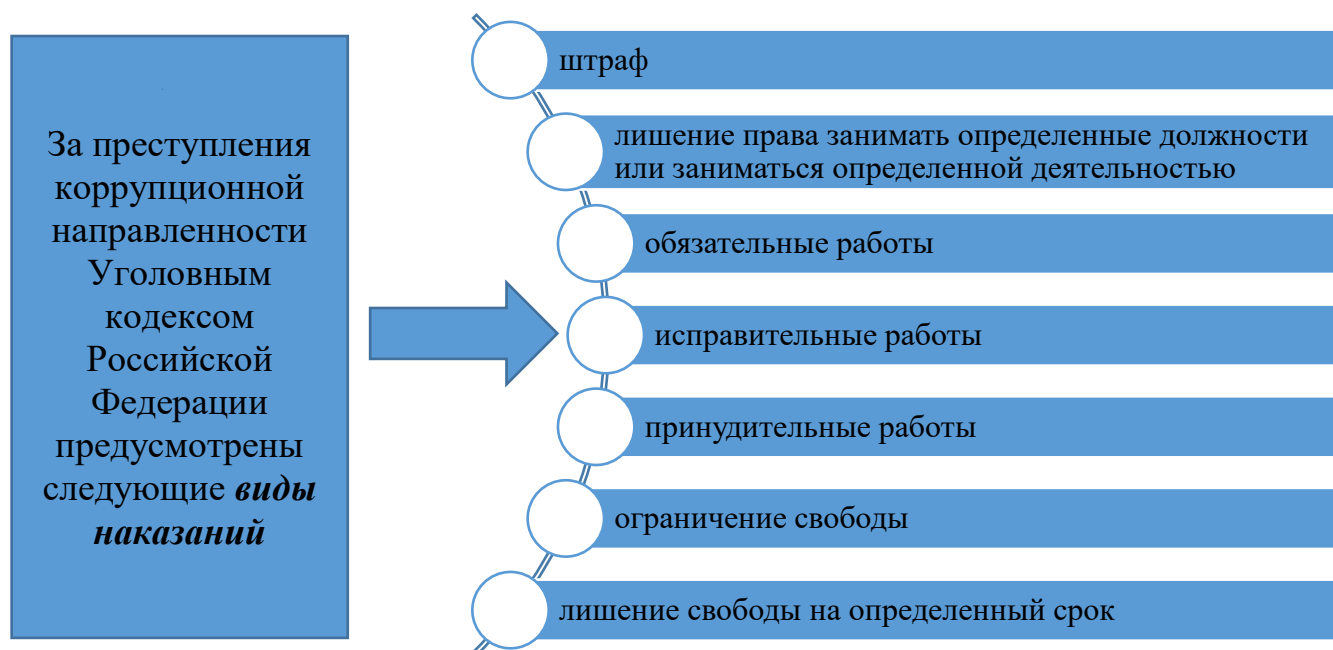 За преступления
коррупционной
направленности
Уголовным
кодексом
Российской
Федерации
предусмотрены
следующие виды
наказаний
штраф
лишение права занимать определенные должности
или заниматься определенной деятельностью
обязательные работы
исправительные работы
принудительные работы
ограничение свободы
лишение свободы на определенный срок